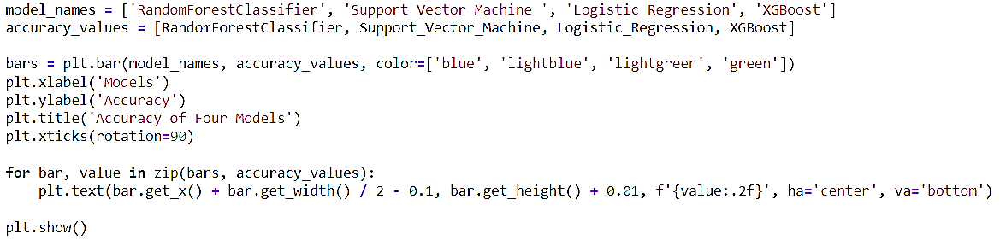 model_names = ['RandomForestClassifier', 'Support Vector Machine ', 'Logistic Regression', 'XGBoost']
accuracy_values = [RandomForestClassifier, Support_Vector_Machine, Logistic_Regression, XGBoost]
bars = plt.bar(model_names, accuracy_values, color=['blue', 'lightblue', 'lightgreen', 'green'])
plt.xlabel('Models')
plt.ylabel('Accuracy')
plt.title('Accuracy of Four Models')
plt.xticks(rotation=90)
for bar, value in zip(bars, accuracy_values):
    plt.text(bar.get_x() + bar.get_width() / 2 - 0.1, bar.get_height() + 0.01, f'{value:.2f}', ha='center', va='bottom')
plt.show()